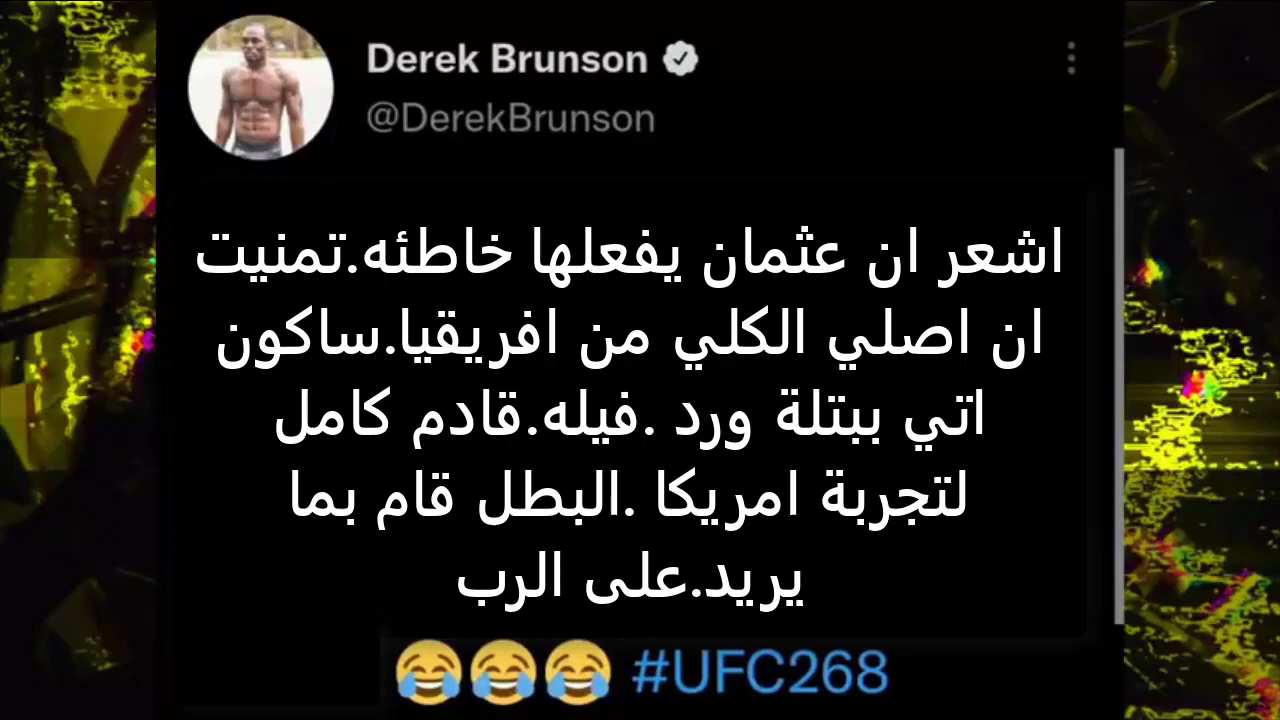 Derek Brunson
@DerekBrunson
اشعر ان عثمان يفعلها خاطئه.تمنيت
ان اصلي الكلي من افريقيا.ساكون
اتي ببتلة ورد .فيله.قادم كامل
لتجربة امريكا .البطل قام بما
يريد.على الرب
😂😂😂 #UFC268